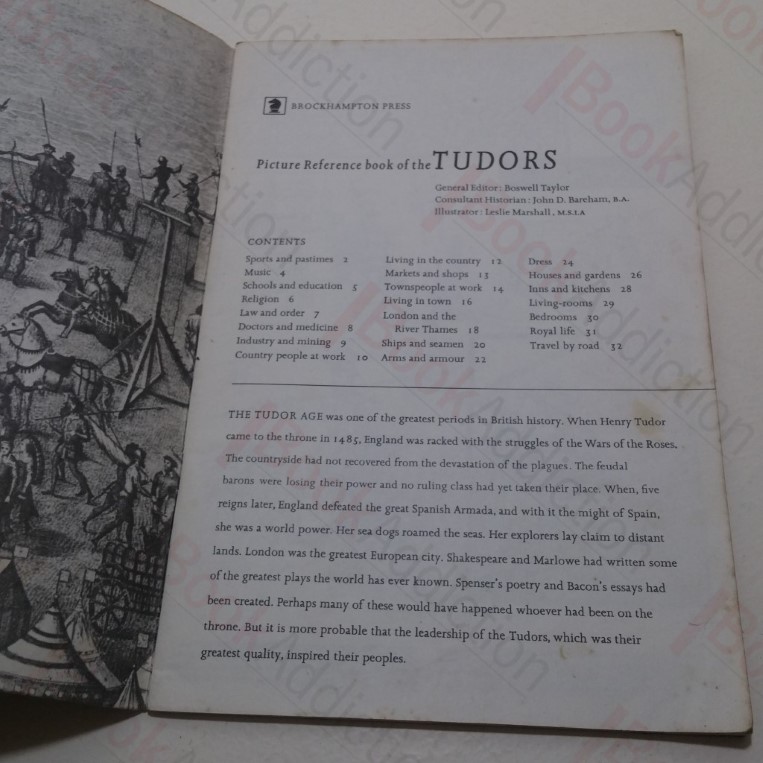 BROCKHAMPTON PRESS
Picture Reference book of the TUDORS
General Editor: Boswell Taylor
Consultant Historian: John D. Bareham, B.A.
Illustrator: Leslie Marshall, M.S.I.A
CONTENTS
Sports and pastimes 2
Music 4
Schools and education 5
Religion 6
Law and order 7
Doctors and medicine 8
Industry and mining 9
Country people at work 10
Living in the country 12
Markets and shops 13
Townspeople at work 14
Living in town 16
London and the
River Thames 18
Ships and seamen 20
Arms and armour 22
Dress 24
Houses and gardens 26
Inns and kitchens 28
Living-rooms 29
Bedrooms 30
Royal life 31
Travel by road 32
THE TUDOR AGE was one of the greatest periods in British history. When Henry Tudor
came to the throne in 1485, England was racked with the struggles of the Wars of the Roses.
The countryside had not recovered from the devastation of the plagues. The feudal
barons were losing their power and no ruling class had yet taken their place. When, five
reigns later, England defeated the great Spanish Armada, and with it the might of Spain,
she was a world power. Her sea dogs roamed the seas. Her explorers lay claim to distant
lands. London was the greatest European city. Shakespeare and Marlowe had written some
of the greatest plays the world has ever known. Spenser's poetry and Bacon's essays had
been created. Perhaps many of these would have happened whoever had been on the
throne. But it is more probable that the leadership of the Tudors, which was their
greatest quality, inspired their peoples.
BookAddiction